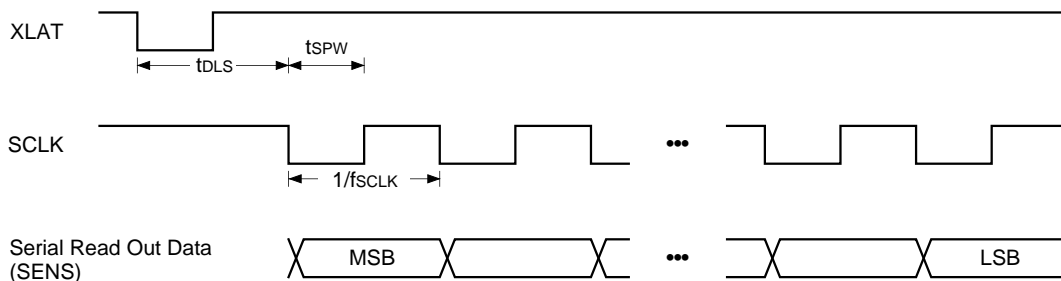 XLAT
tDLS
tSPW
SCLK
1/fSCLK
•••
Serial Read Out Data
(SENS)
MSB
•••
LSB